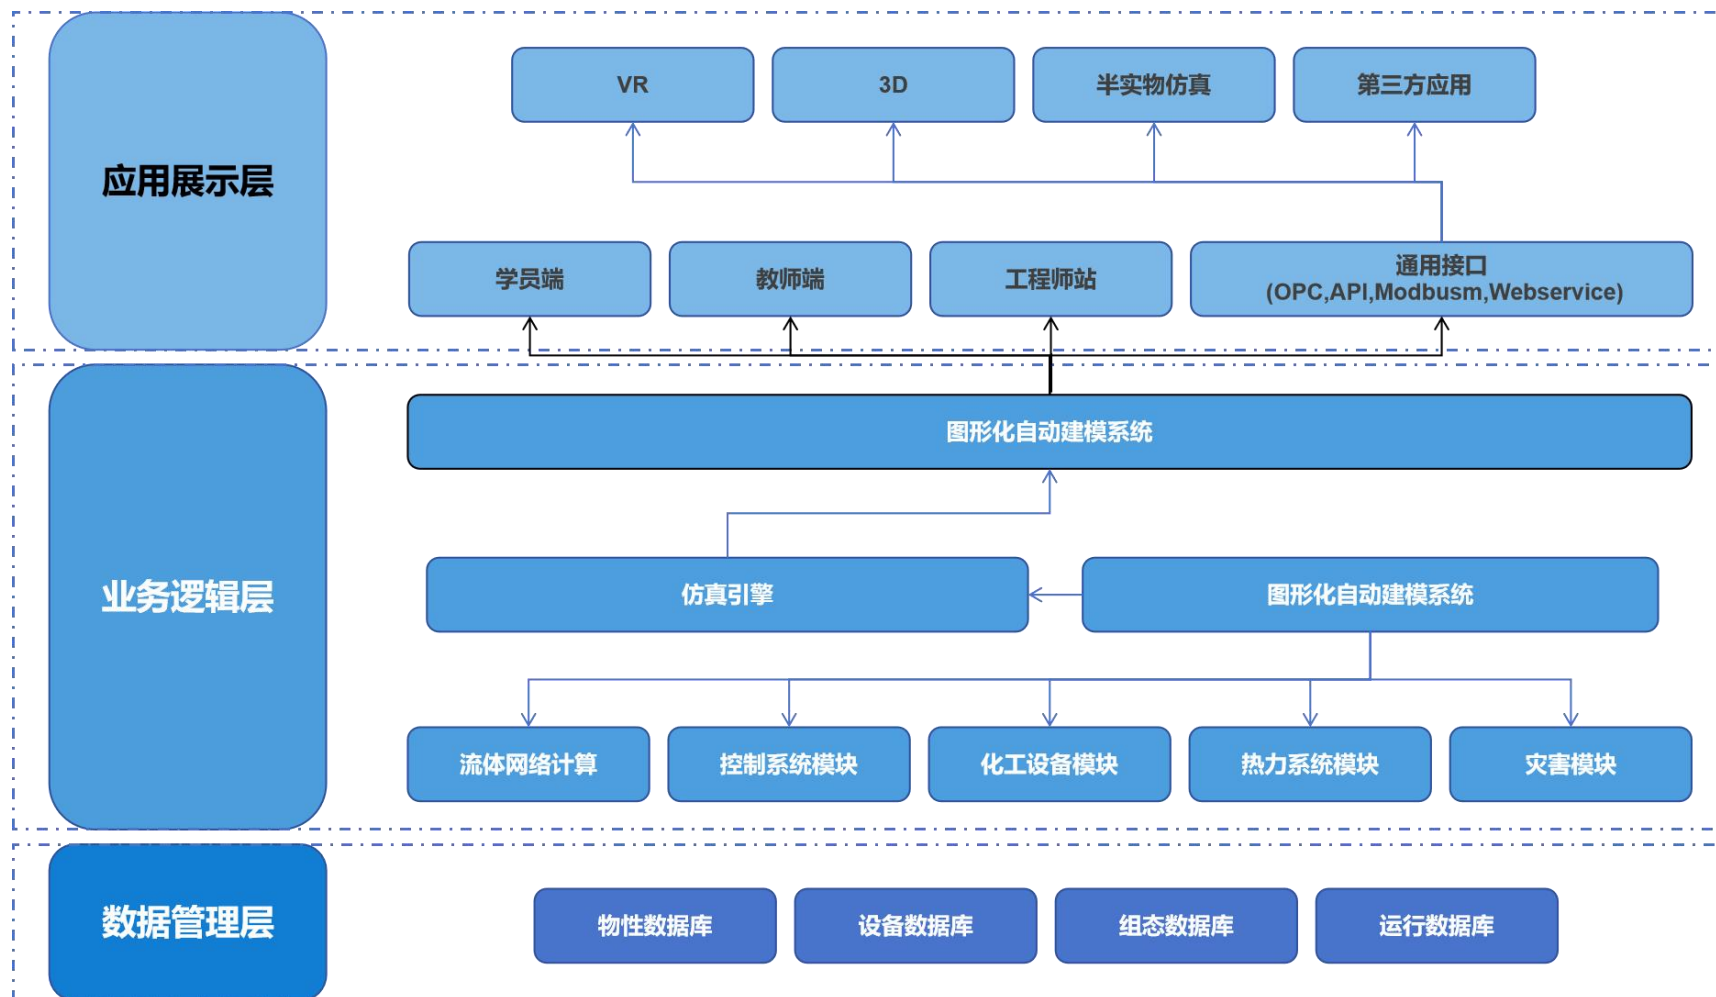 应用展示层
VR
3D
半实物仿真
第三方应用
学员端
教师端
工程师站
通用接口
(OPC,API,Modbusm,Webservice)
业务逻辑层
图形化自动建模系统
仿真引擎
图形化自动建模系统
流体网络计算
控制系统模块
化工设备模块
热力系统模块
灾害模块
数据管理层
物性数据库
设备数据库
组态数据库
运行数据库